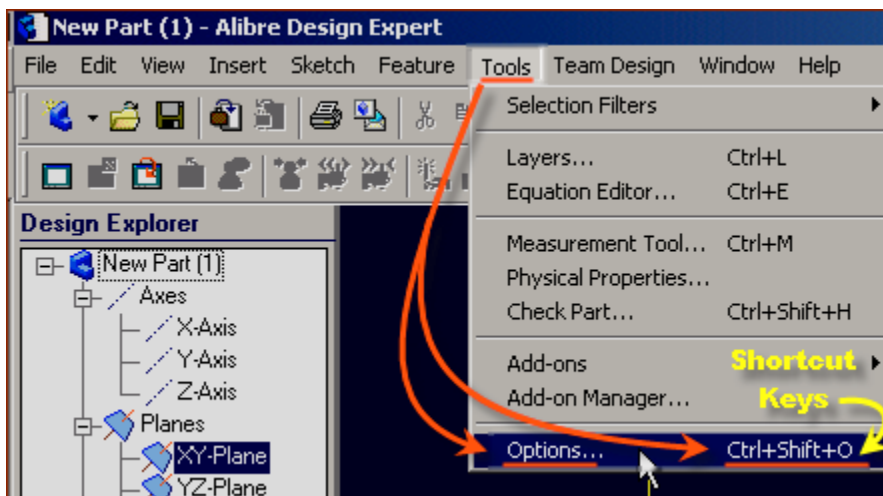 New Part (1) - Alibre Design Expert
File Edit View Insert Sketch Feature Tools Team Design Window Help
Selection Filters
Layers... Ctrl+L
Equation Editor... Ctrl+E
Measurement Tool... Ctrl+M
Physical Properties...
Check Part... Ctrl+Shift+H
Add-ons
Add-on Manager...
Options... Ctrl+Shift+O
Shortcut
Keys
Design Explorer
New Part (1)
Axes
X-Axis
Y-Axis
Z-Axis
Planes
XY-Plane
YZ-Plane